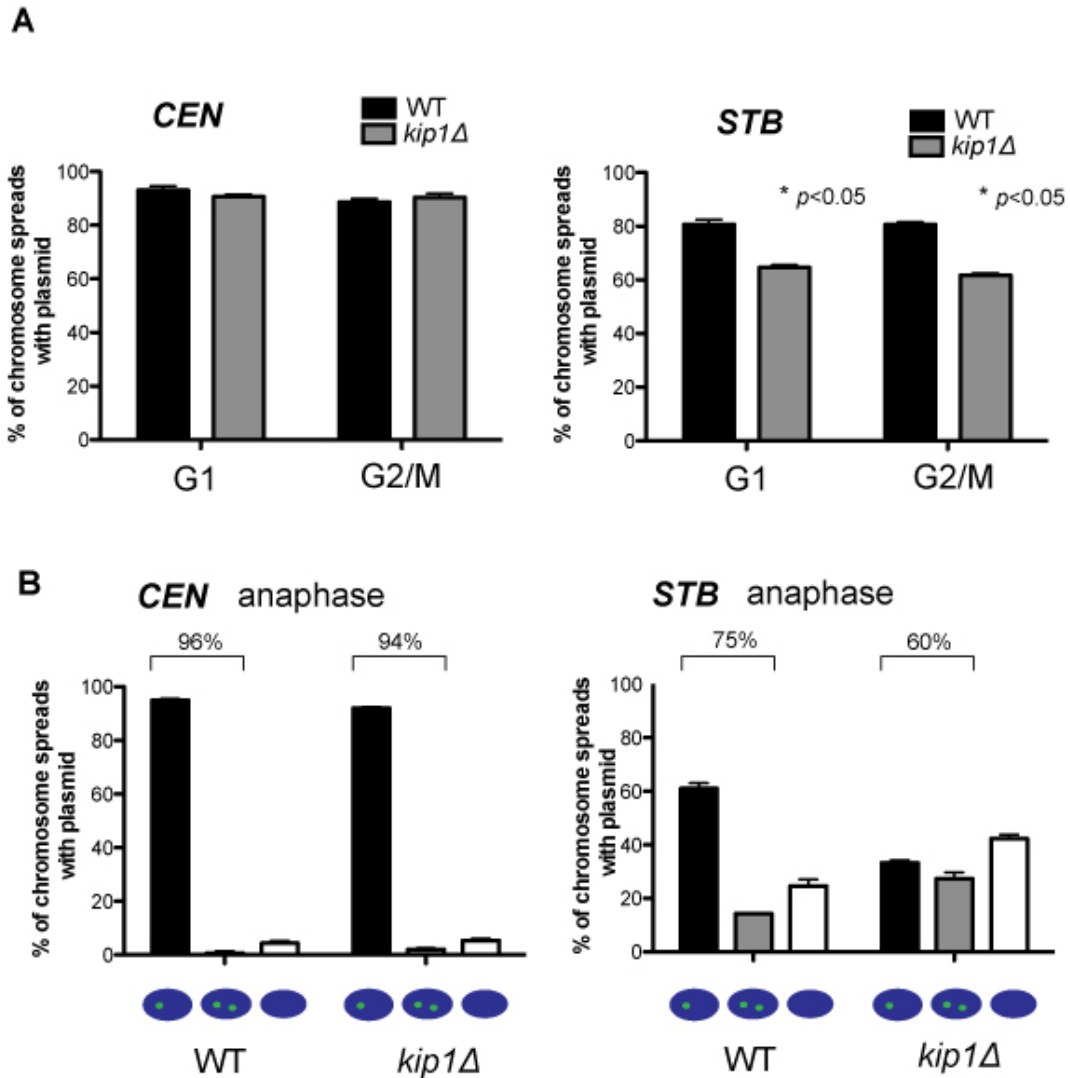 A
CEN
WT
kip1Δ
% of chromosome spreads
with plasmid
100
80
60
40
20
0
G1
G2/M
STB
WT
kip1Δ
* p<0.05
* p<0.05
% of chromosome spreads
with plasmid
100
80
60
40
20
0
G1
G2/M
B
CEN anaphase
96%
94%
% of chromosome spreads
with plasmid
100
80
60
40
20
0
WT
kip1Δ
STB anaphase
75%
60%
% of chromosome spreads
with plasmid
100
80
60
40
20
0
WT
kip1Δ